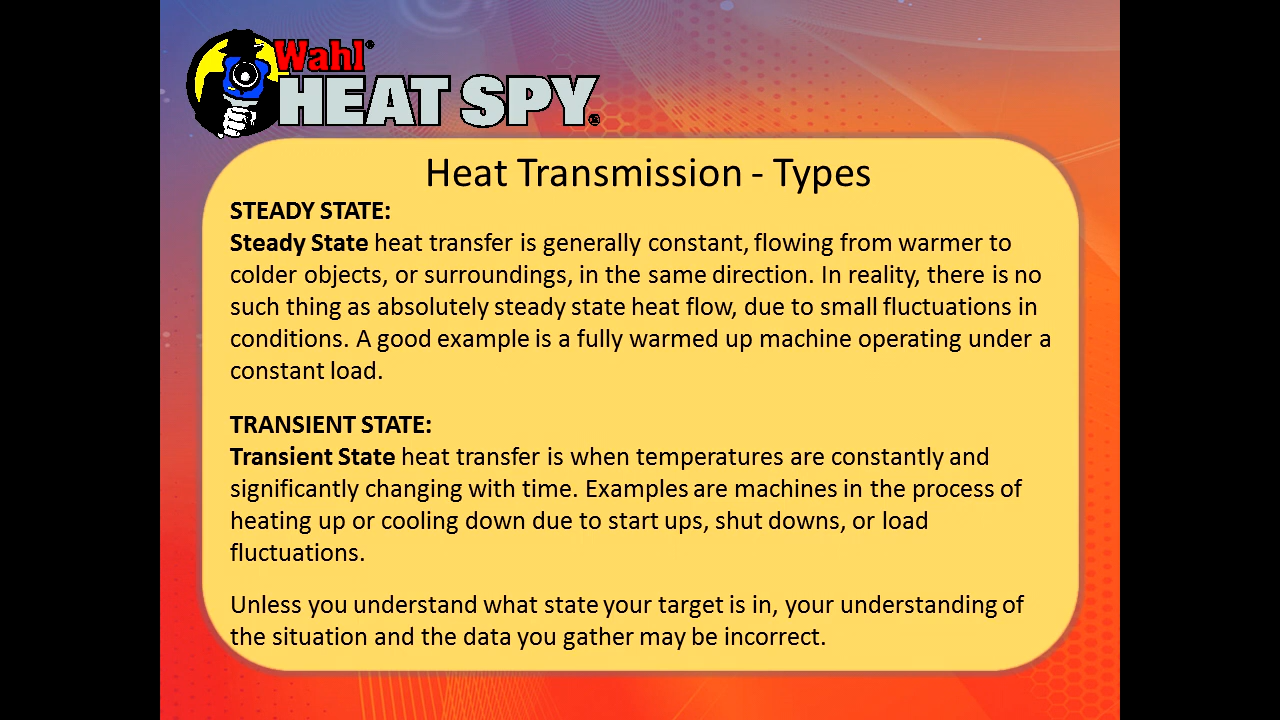 Wahl®
HEAT SPY®
Heat Transmission - Types
STEADY STATE:
Steady State heat transfer is generally constant, flowing from warmer to
colder objects, or surroundings, in the same direction. In reality, there is no
such thing as absolutely steady state heat flow, due to small fluctuations in
conditions. A good example is a fully warmed up machine operating under a
constant load.
TRANSIENT STATE:
Transient State heat transfer is when temperatures are constantly and
significantly changing with time. Examples are machines in the process of
heating up or cooling down due to start ups, shut downs, or load
fluctuations.
Unless you understand what state your target is in, your understanding of
the situation and the data you gather may be incorrect.